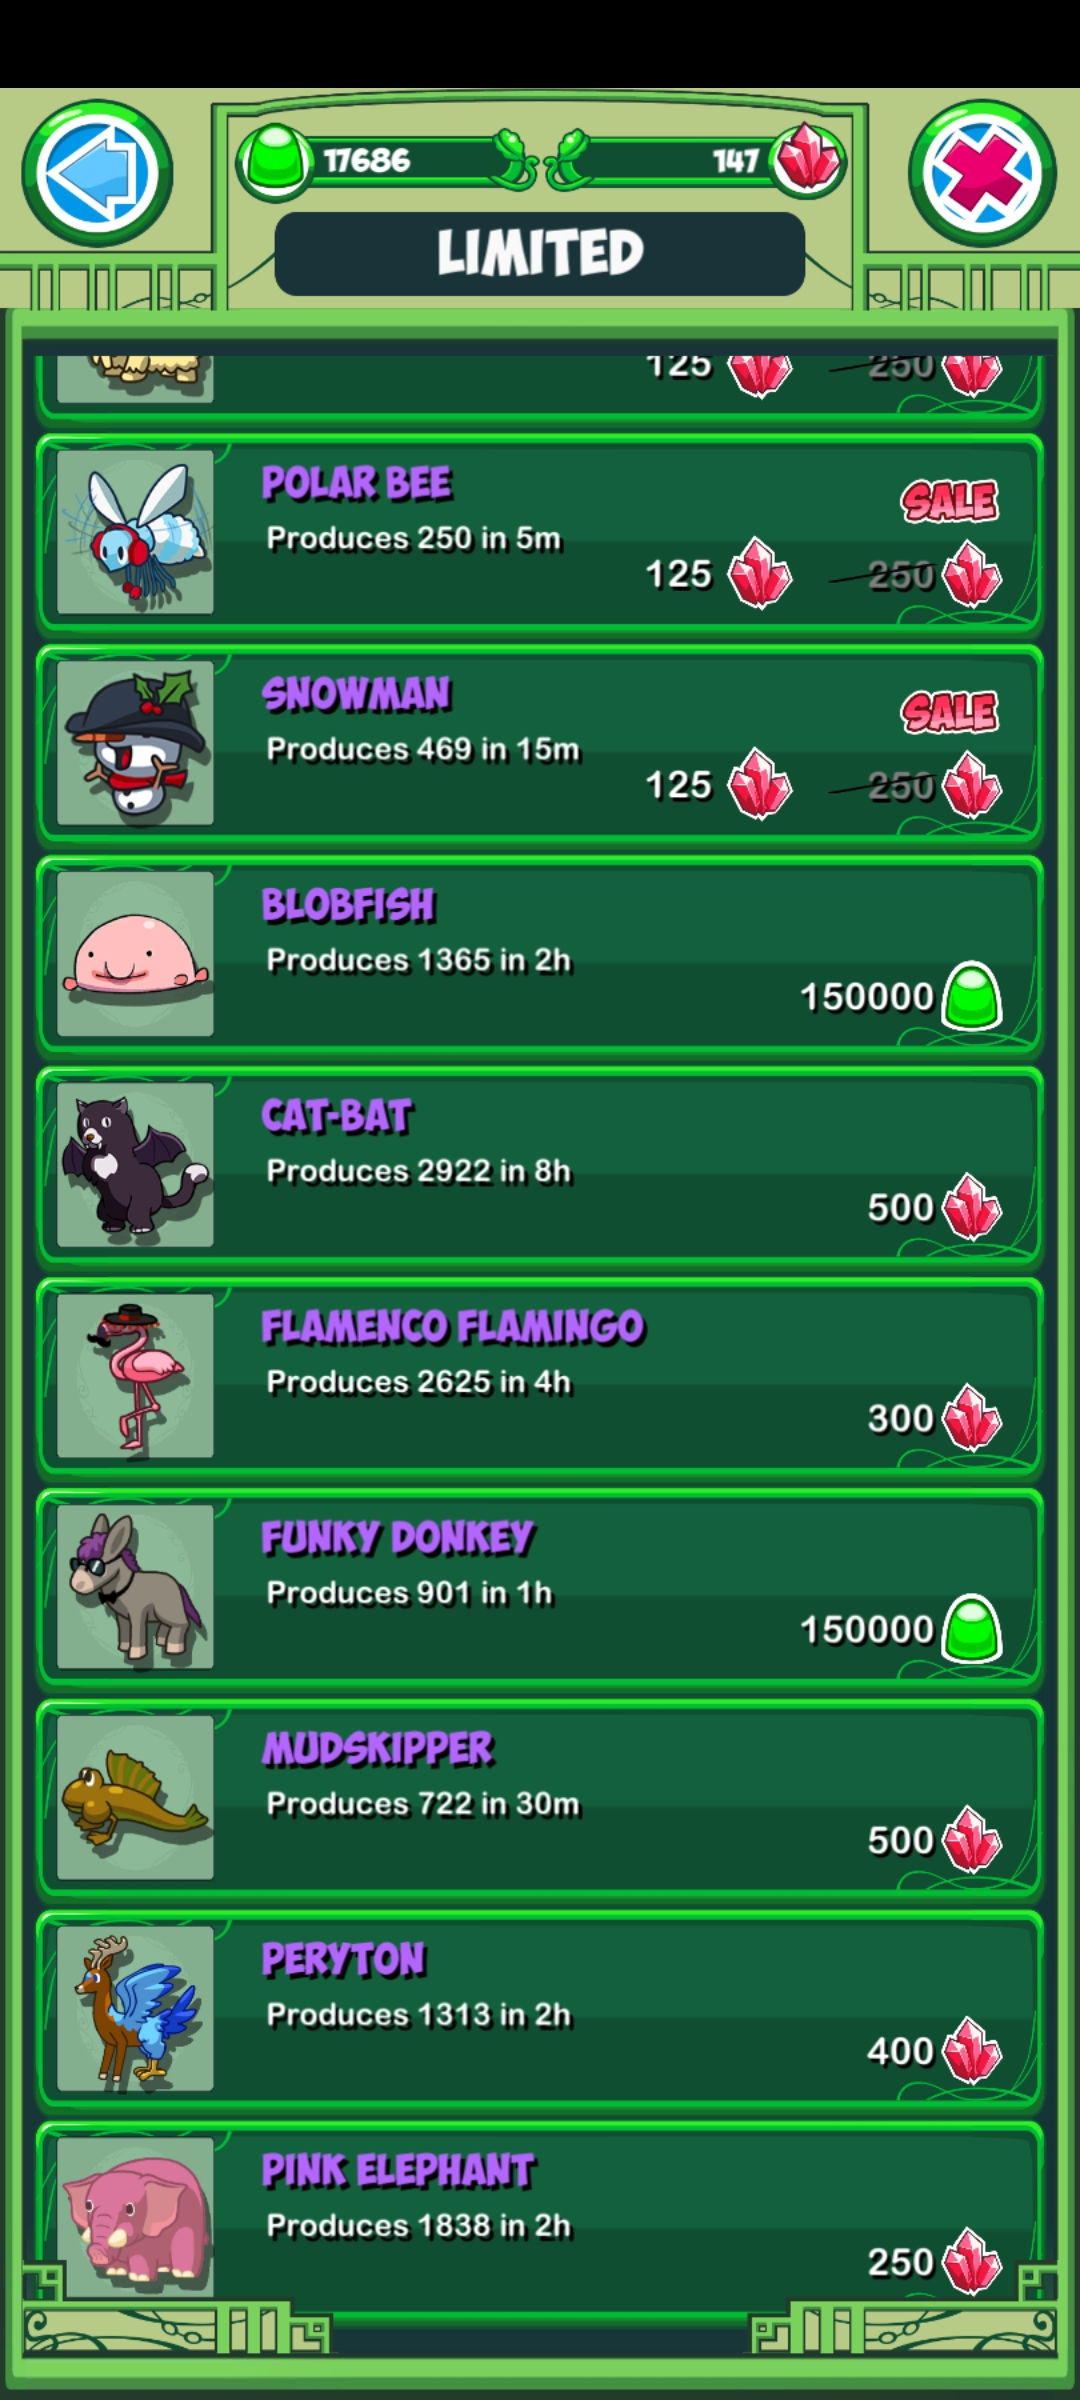 17686
147
LIMITED
125 250
POLAR BEE
SALE
Produces 250 in 5m
125 250
SNOWMAN
SALE
Produces 469 in 15m
125 250
BLOBFISH
Produces 1365 in 2h
150000
CAT-BAT
Produces 2922 in 8h
500
FLAMENCO FLAMINGO
Produces 2625 in 4h
300
FUNKY DONKEY
Produces 901 in 1h
150000
MUDSKIPPER
Produces 722 in 30m
500
PERYTON
Produces 1313 in 2h
400
PINK ELEPHANT
Produces 1838 in 2h
250